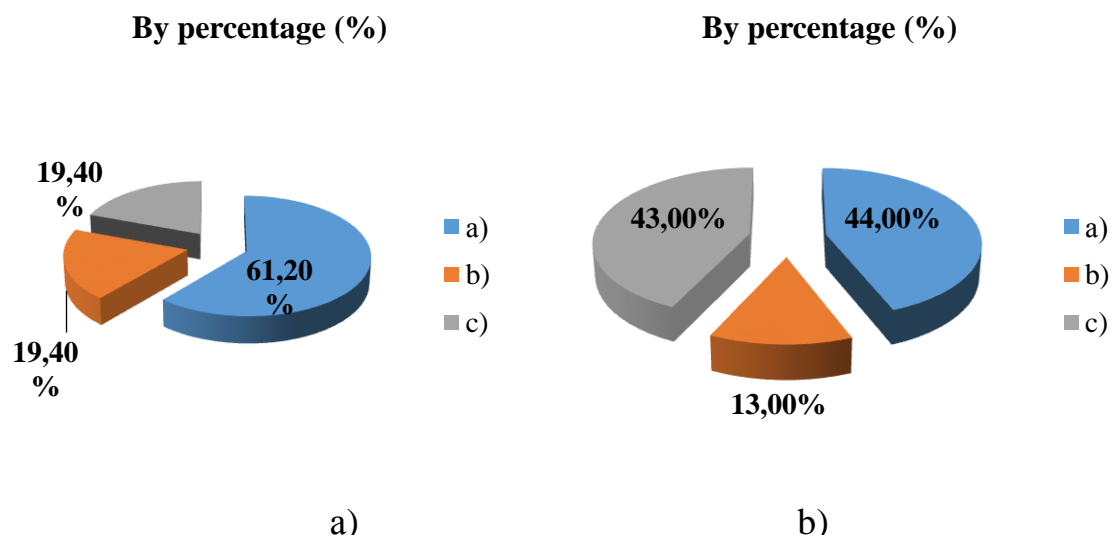 By percentage (%)
19,40
%
61,20
%
19,40
%
a)
b)
c)
a)
By percentage (%)
43,00%
44,00%
13,00%
a)
b)
c)
b)